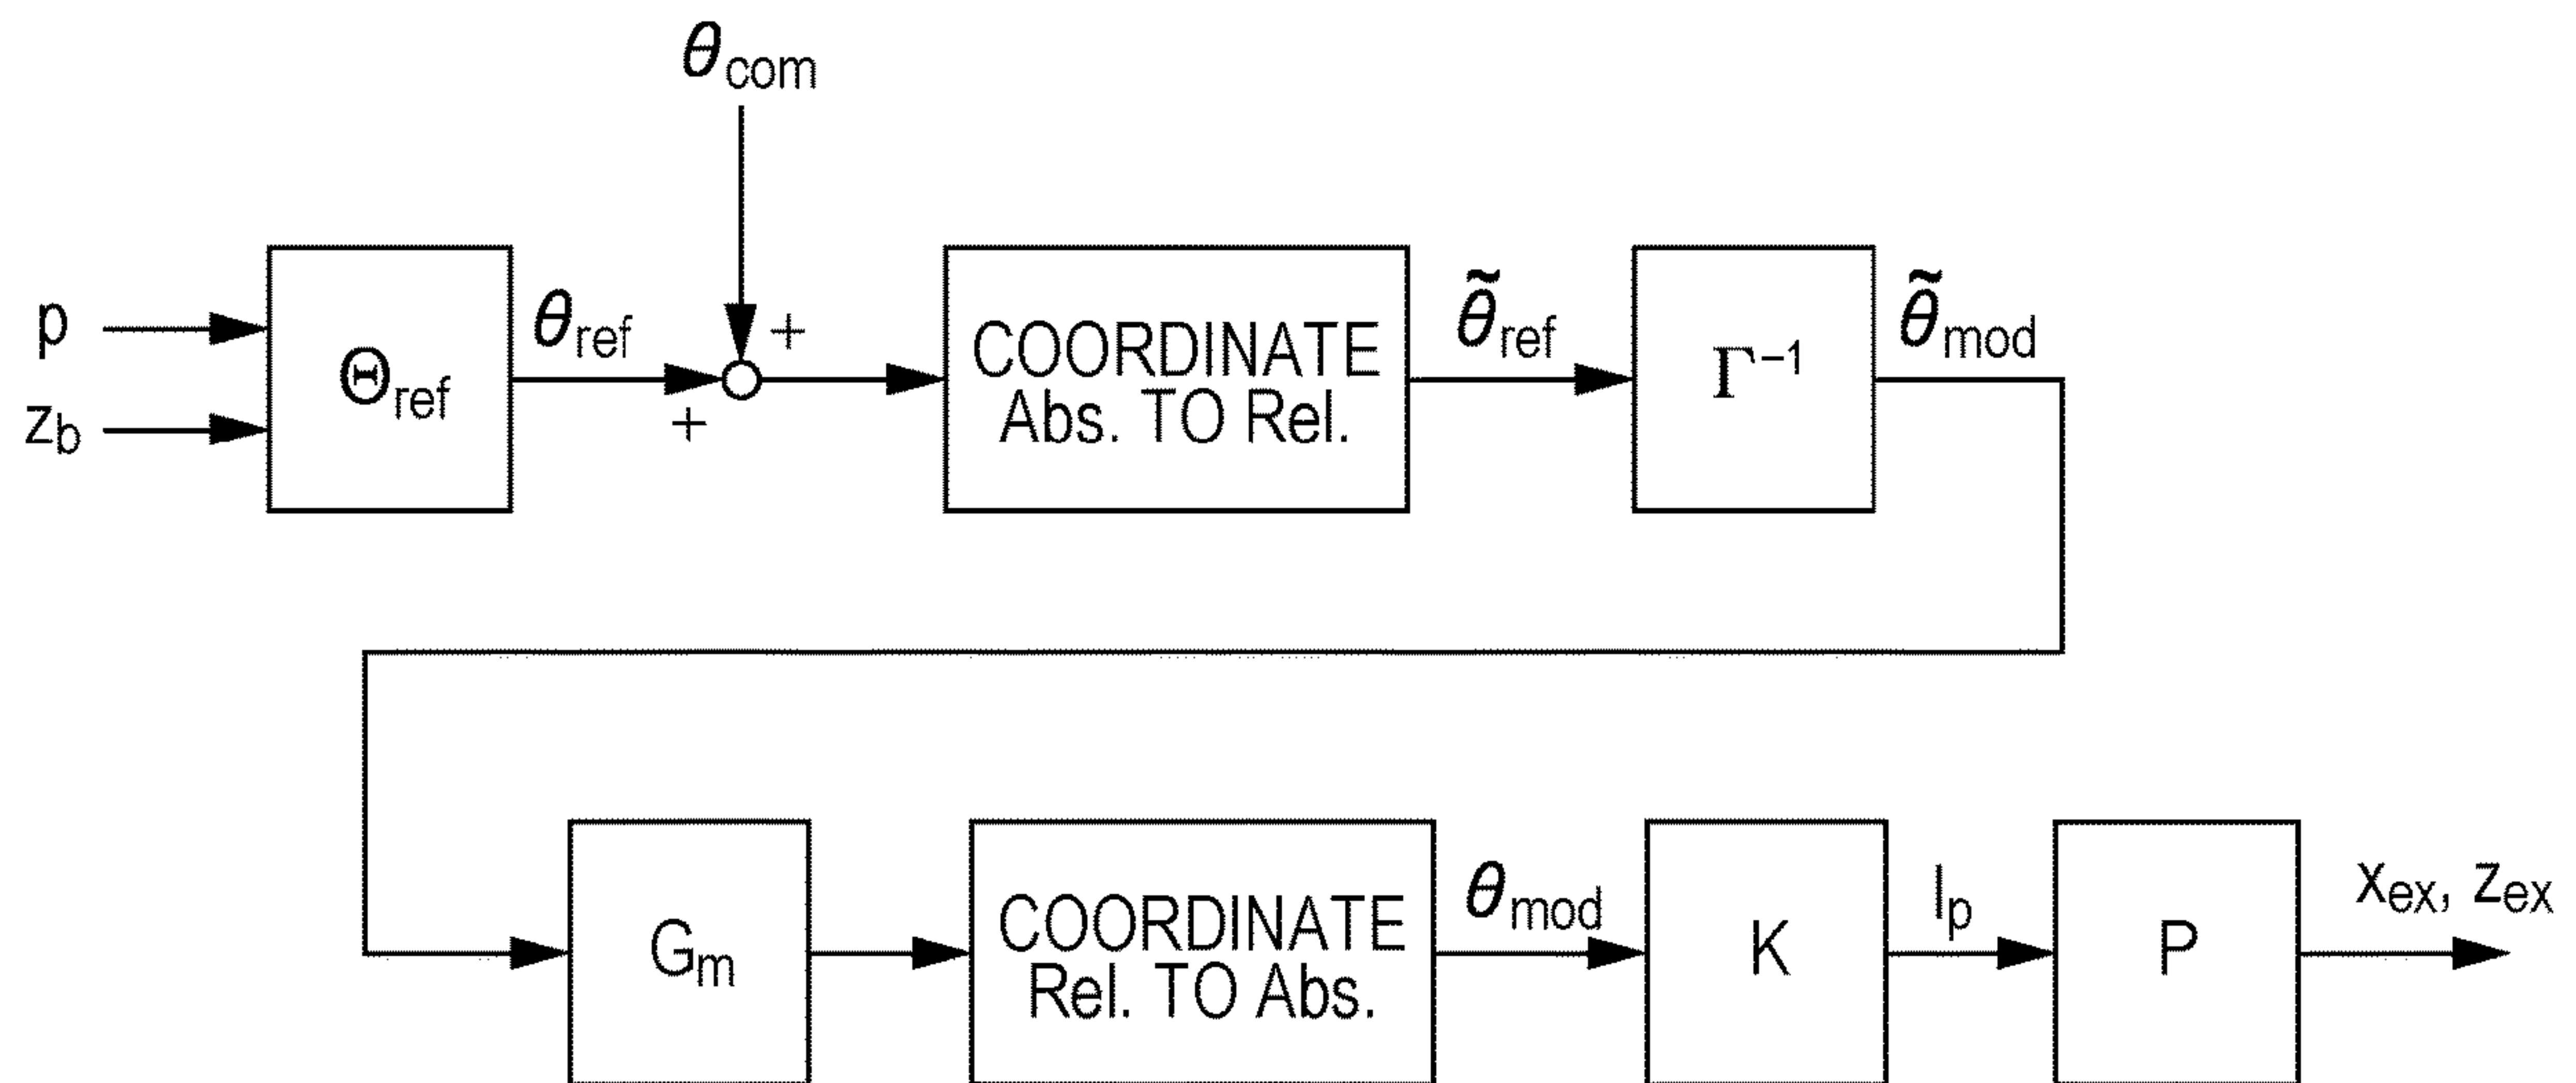 θcom
p
zb
Θref
θref
+
+
COORDINATE
Abs. TO Rel.
θ̃ref
Γ⁻¹
θ̃mod
Gm
COORDINATE
Rel. TO Abs.
θmod
K
lp
P
xex, zex